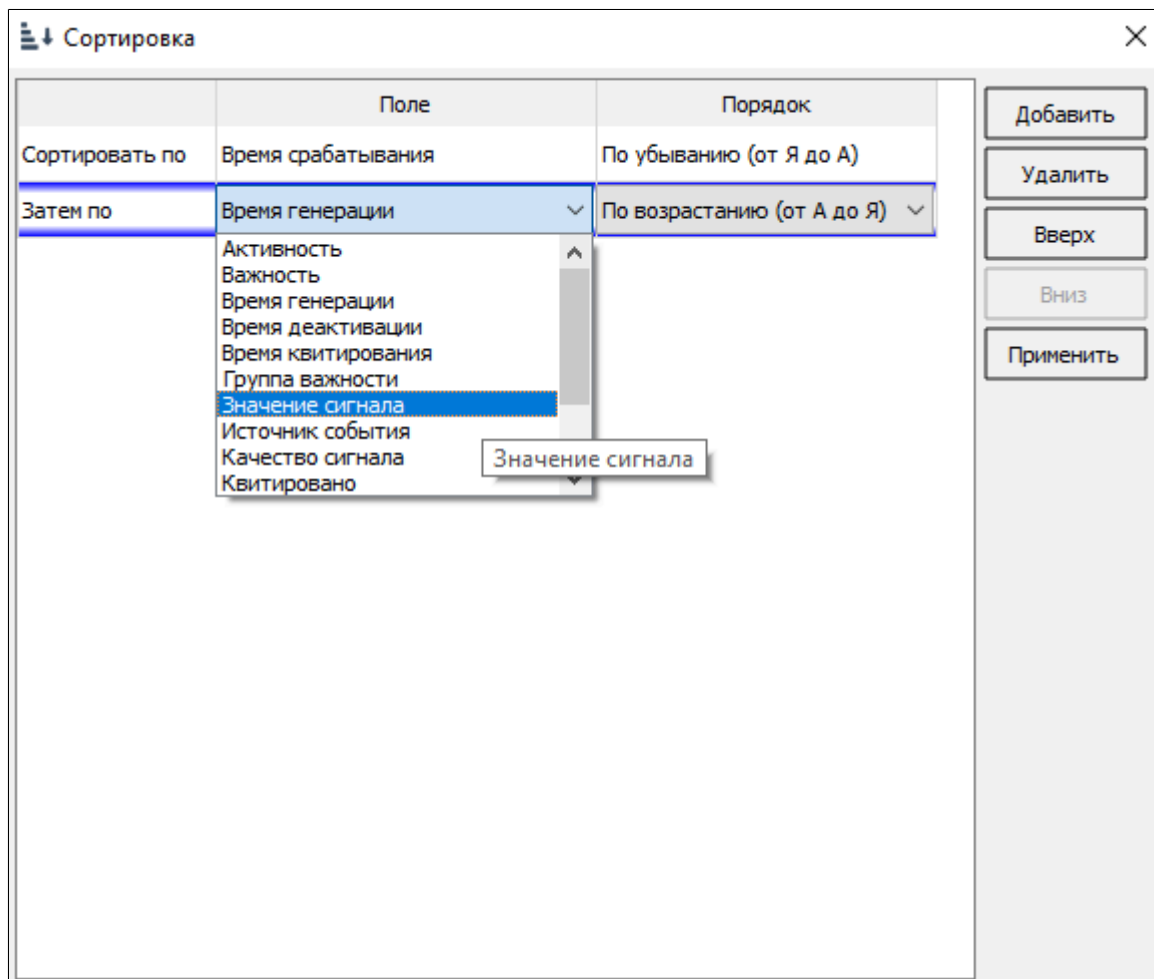 Сортировка
Поле Порядок
Добавить
Сортировать по Время срабатывания По убыванию (от Я до А)
Удалить
Затем по Время генерации По возрастанию (от А до Я)
Вверх
Активность
Важность
Время генерации
Вниз
Время деактивации
Время квитирования
Применить
Группа важности
Значение сигнала
Источник события
Качество сигнала
Значение сигнала
Квитировано